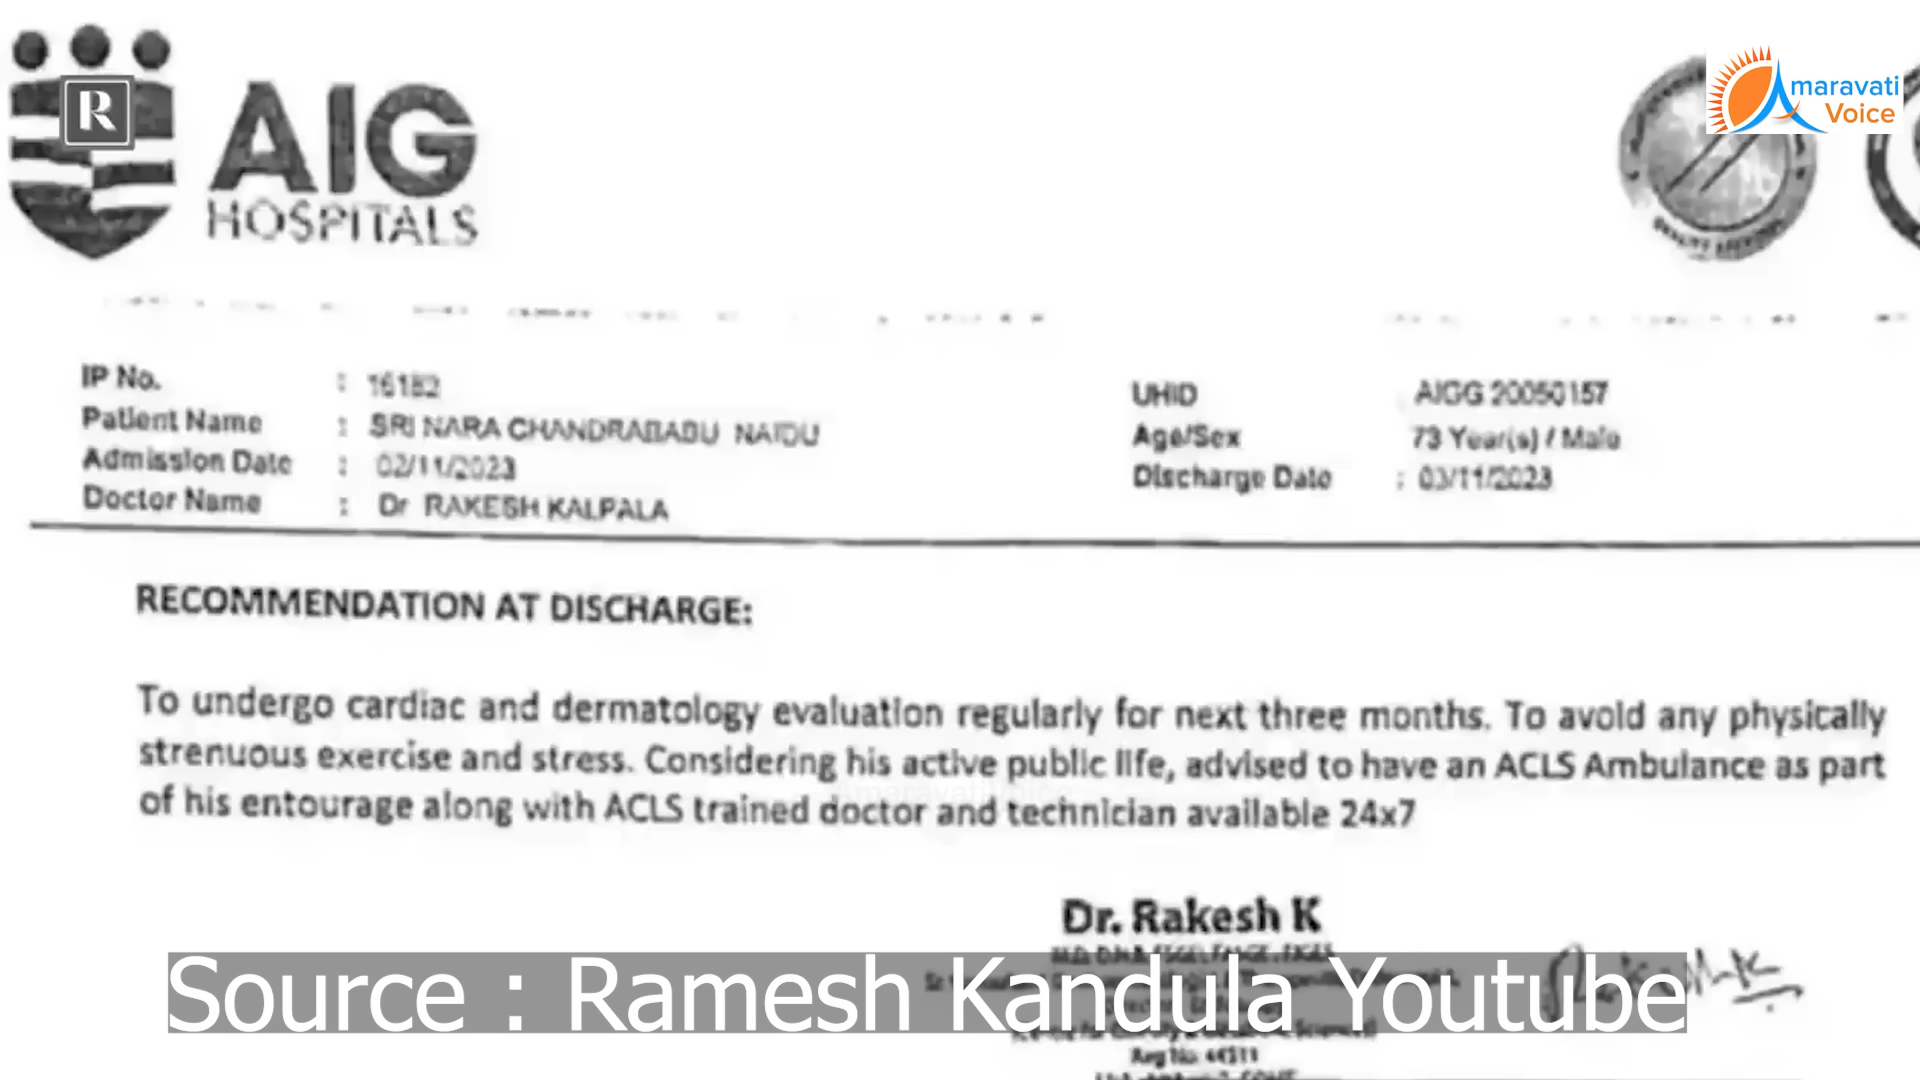 R
AIG
HOSPITALS
Amaravati
Voice
IP No. : 16182
Patient Name : SRI NARA CHANDRABABU NAIDU
Admission Date : 02/11/2023
Doctor Name : Dr RAKESH KALPALA
UHID AIGG 20050157
Age/Sex 73 Year(s) / Male
Discharge Date : 03/11/2023
RECOMMENDATION AT DISCHARGE:
To undergo cardiac and dermatology evaluation regularly for next three months. To avoid any physically
strenuous exercise and stress. Considering his active public life, advised to have an ACLS Ambulance as part
of his entourage along with ACLS trained doctor and technician available 24x7
AmaravatiVoice
Dr. Rakesh K
Source : Ramesh Kandula Youtube
Reg No